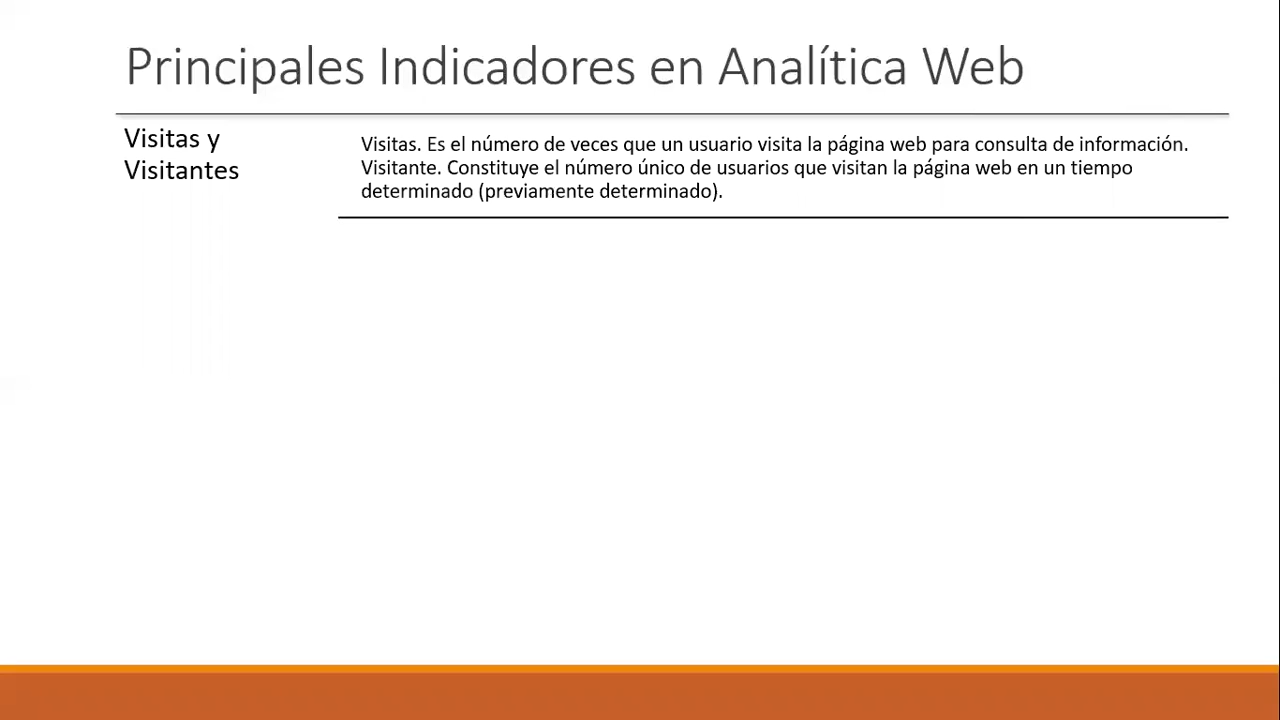 Principales Indicadores en Analítica Web
Visitas y
Visitantes
Visitas. Es el número de veces que un usuario visita la página web para consulta de información.
Visitante. Constituye el número único de usuarios que visitan la página web en un tiempo
determinado (previamente determinado).